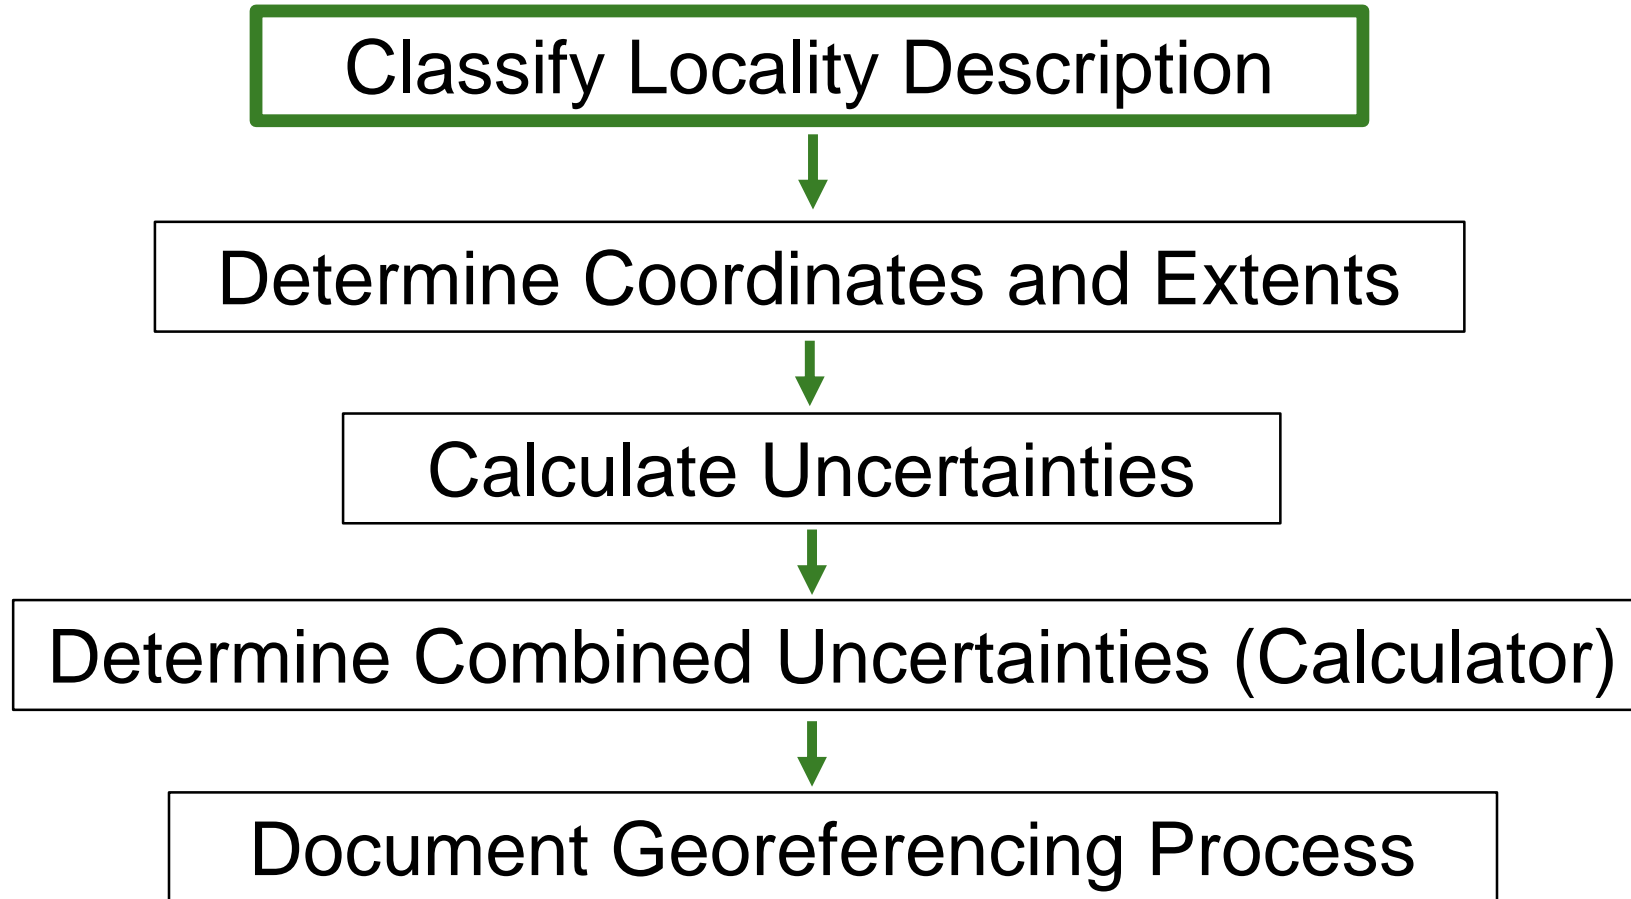 Classify Locality Description
Determine Coordinates and Extents
Calculate Uncertainties
Determine Combined Uncertainties (Calculator)
Document Georeferencing Process